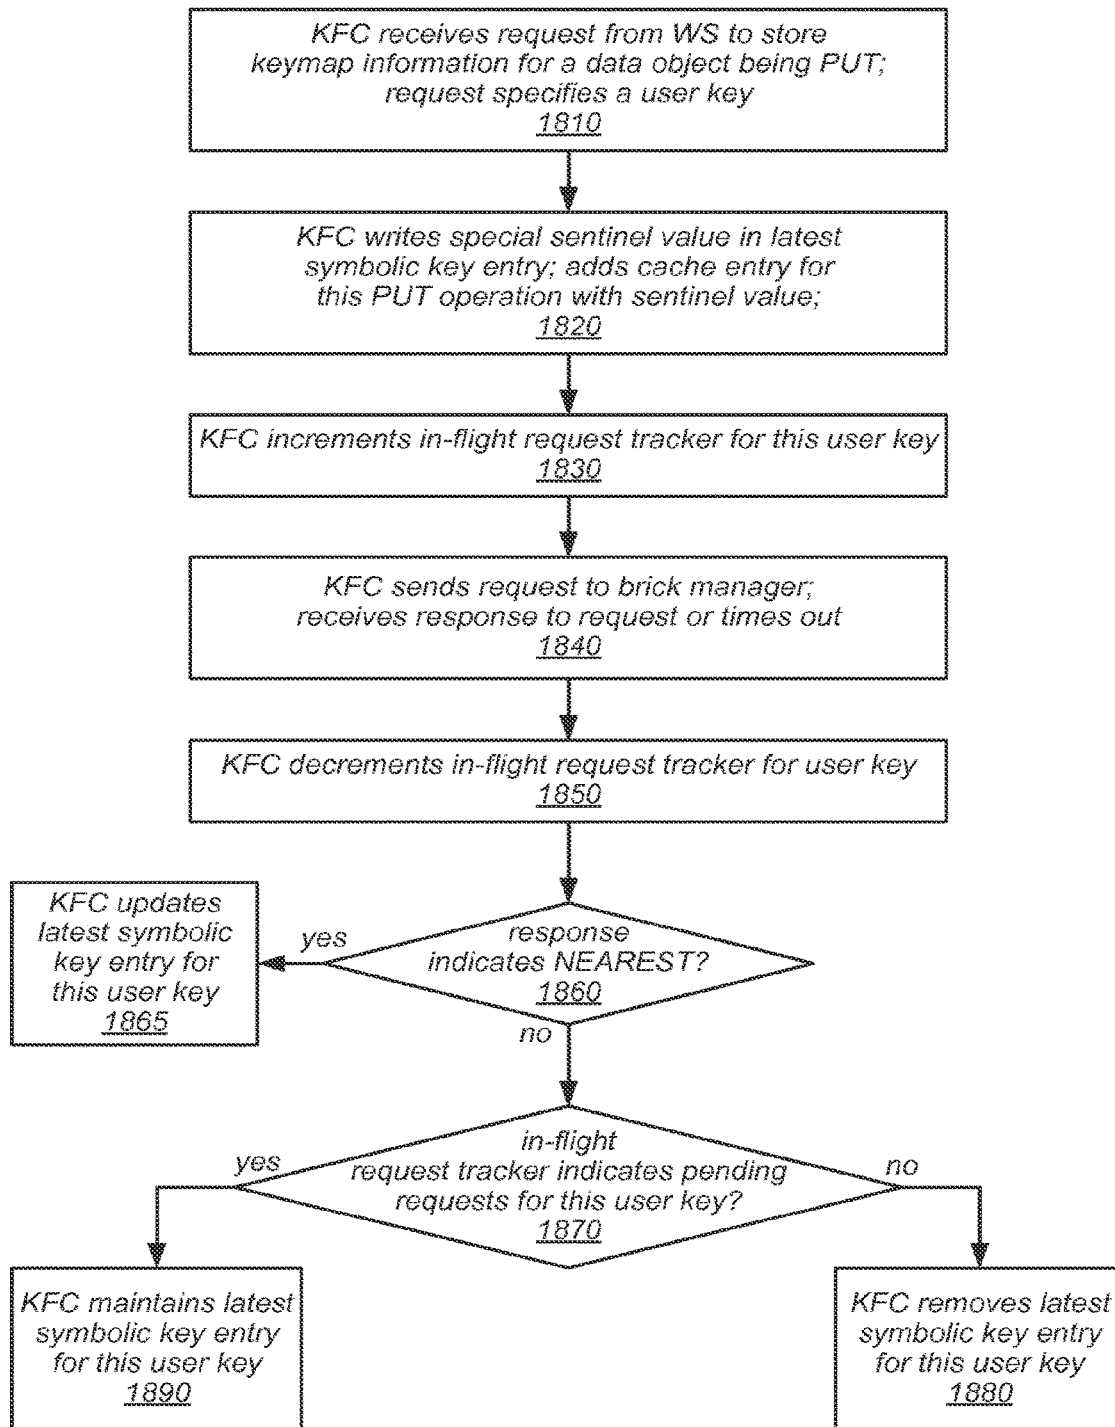 KFC receives request from WS to store
keymap information for a data object being PUT;
request specifies a user key
1810
KFC writes special sentinel value in latest
symbolic key entry; adds cache entry for
this PUT operation with sentinel value;
1820
KFC increments in-flight request tracker for this user key
1830
KFC sends request to brick manager;
receives response to request or times out
1840
KFC decrements in-flight request tracker for user key
1850
response
indicates NEAREST?
1860
yes
KFC updates
latest symbolic
key entry for
this user key
1865
no
in-flight
request tracker indicates pending
requests for this user key?
1870
yes
no
KFC maintains latest
symbolic key entry
for this user key
1890
KFC removes latest
symbolic key entry
for this user key
1880